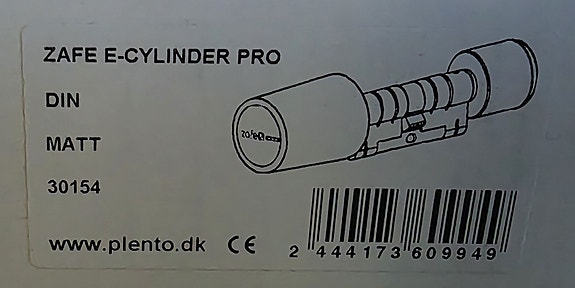 ZAFE E-CYLINDER PRO
DIN
MATT
30154
www.plento.dk CE
2 444173 609949